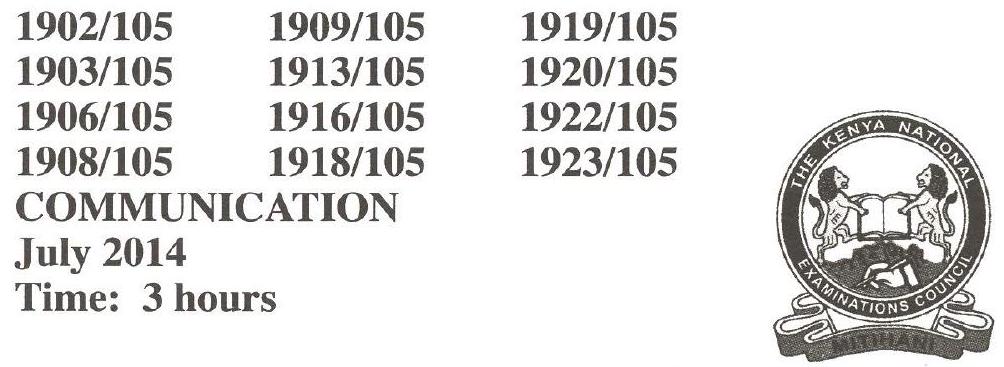 1902/105 1909/105 1919/105
1903/105 1913/105 1920/105
1906/105 1916/105 1922/105
1908/105 1918/105 1923/105
COMMUNICATION
July 2014
Time: 3 hours
THE KENYA NATIONAL
EXAMINATIONS COUNCIL
MITIHANI